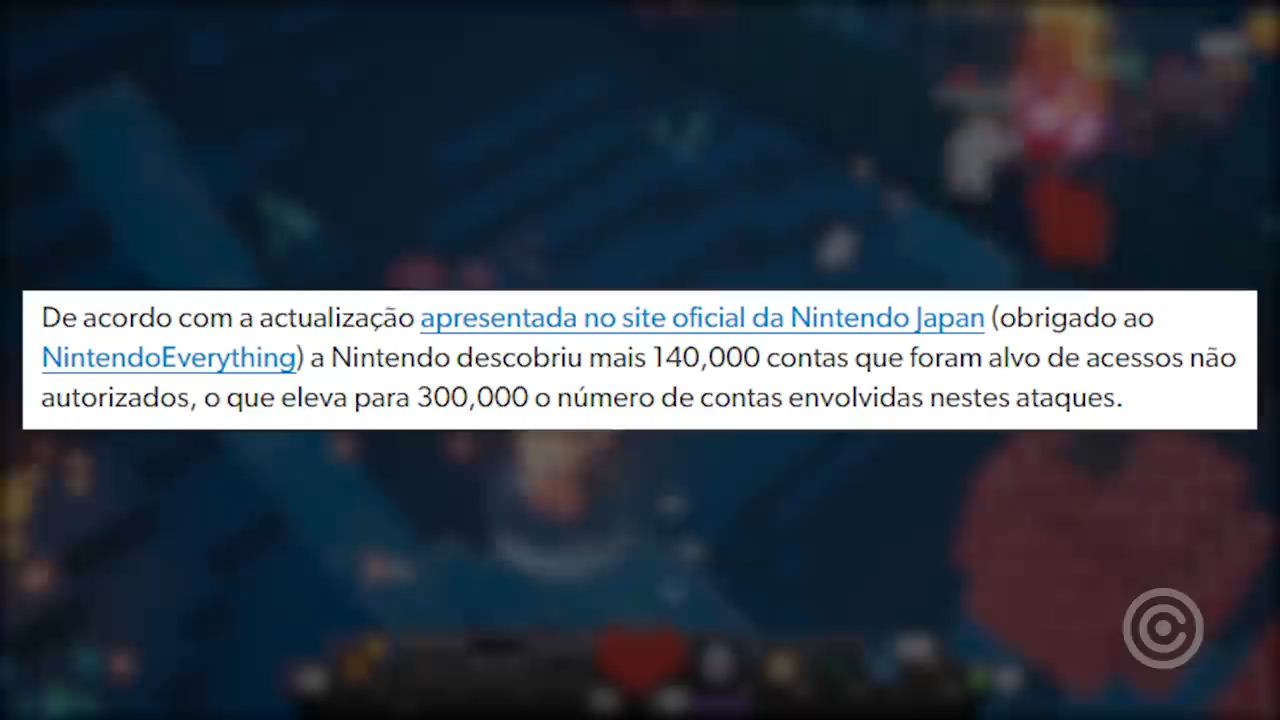 De acordo com a actualização apresentada no site oficial da Nintendo Japan (obrigado ao
NintendoEverything) a Nintendo descobriu mais 140,000 contas que foram alvo de acessos não
autorizados, o que eleva para 300,000 o número de contas envolvidas nestes ataques.